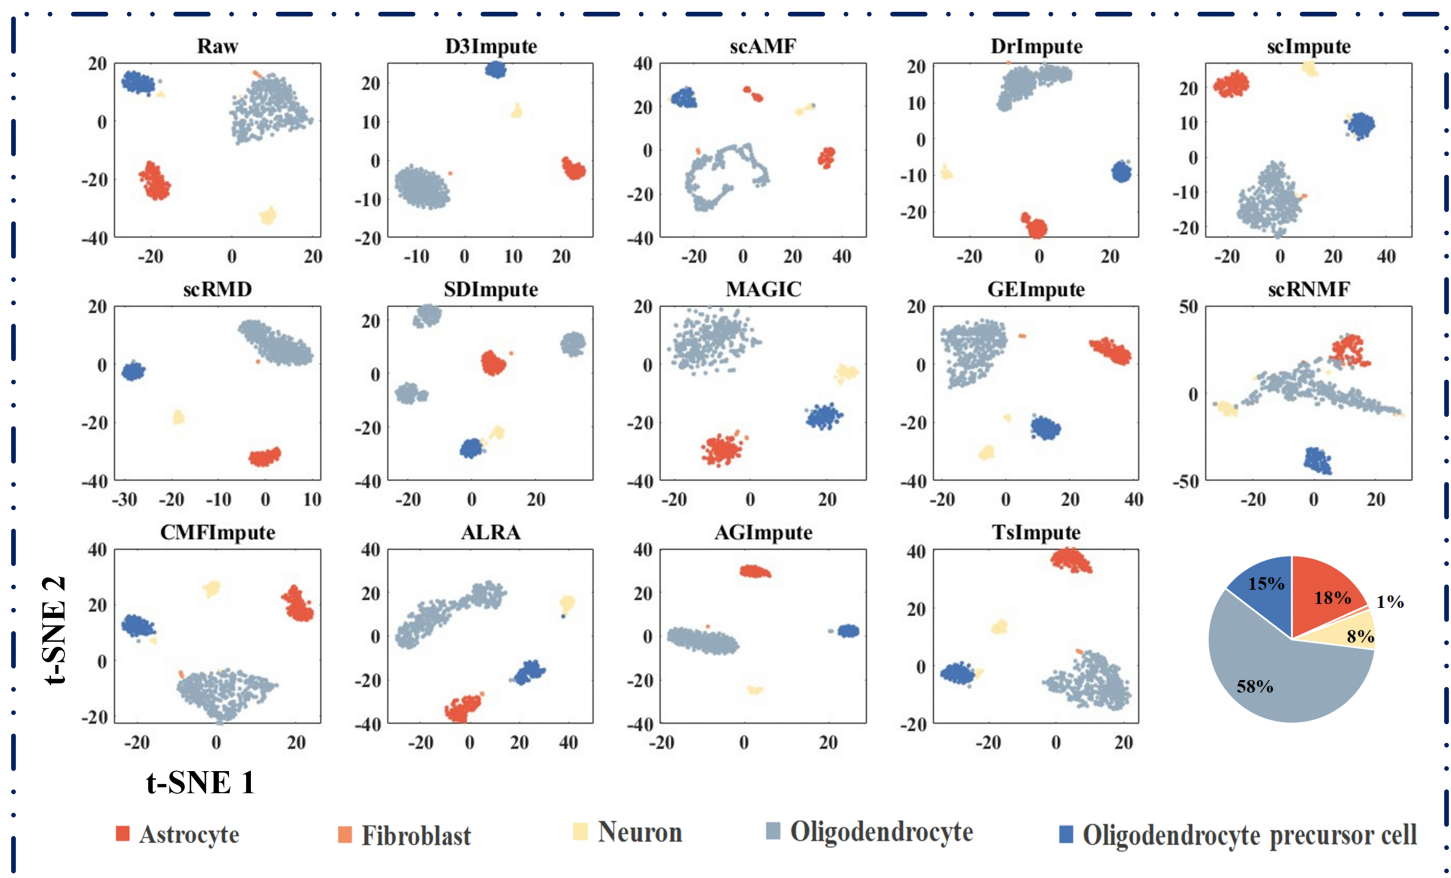 Raw D3Impute scAMF DrImpute scImpute
20 0 -20 -40 -20 0 20
20 10 0 -10 -20 -20 0 10 20
40 20 0 20 -40 -20 0 20 40
20 10 0 -10 -20 -20 0 20
20 10 0 -10 -20 -20 0 20 40
scRMD SDImpute MAGIC GEImpute scRNMF
20 0 -20 -40 -30 -20 -10 0 10
20 0 -20 -40 -20 0 20
20 0 -20 -40 -20 0 20
20 0 -20 -40 -20 0 20 40
50 0 -50 -20 0 20
CMFImpute ALRA AGImpute TsImpute
40 20 0 -20 -20 0 20
40 20 0 -20 -40 -20 0 20 40
40 20 0 -20 -40 -20 0 20
40 20 0 -20 -20 0 20
15% 18% 1% 8% 58%
t-SNE 2
t-SNE 1
Astrocyte Fibroblast Neuron Oligodendrocyte Oligodendrocyte precursor cell